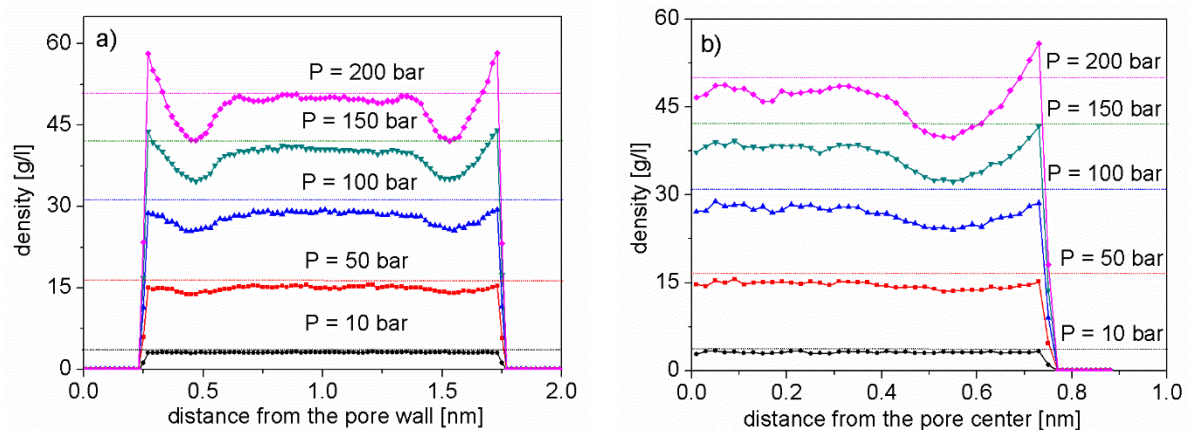 a)
60
45
30
15
0
density [g/l]
P = 200 bar
P = 150 bar
P = 100 bar
P = 50 bar
P = 10 bar
0.0 0.5 1.0 1.5 2.0
distance from the pore wall [nm]
b)
60
45
30
15
0
density [g/l]
P = 200 bar
P = 150 bar
P = 100 bar
P = 50 bar
P = 10 bar
0.0 0.2 0.4 0.6 0.8 1.0
distance from the pore center [nm]